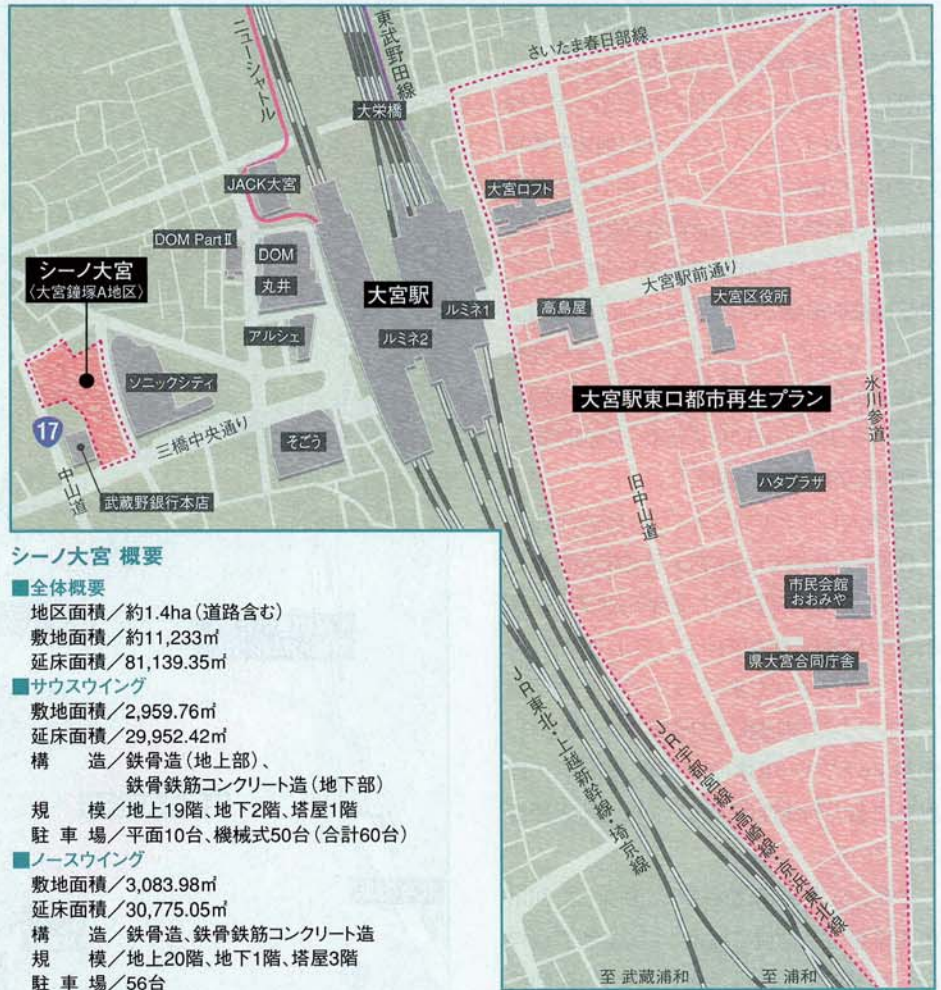 ニューシャトル
東武野田線
さいたま春日部線
大栄橋
JACK大宮
大宮ロフト
DOM PartⅡ
DOM
丸井
シーノ大宮
〈大宮鐘塚A地区〉
大宮駅
ルミネ1
高島屋
大宮駅前通り
大宮区役所
アルシェ
ルミネ2
ソニックシティ
大宮駅東口都市再生プラン
氷川参道
17
三橋中央通り
そごう
中山道
武蔵野銀行本店
旧中山道
ハタプラザ
市民会館
おおみや
県大宮合同庁舎
JR東北・上越新幹線・埼京線
JR宇都宮線・高崎線・京浜東北線
至 武蔵浦和
至 浦和
シーノ大宮 概要
■全体概要
地区面積／約1.4ha（道路含む）
敷地面積／約11,233㎡
延床面積／81,139.35㎡
■サウスウイング
敷地面積／2,959.76㎡
延床面積／29,952.42㎡
構　　造／鉄骨造（地上部）、
鉄骨鉄筋コンクリート造（地下部）
規　　模／地上19階、地下2階、塔屋1階
駐 車 場／平面10台、機械式50台（合計60台）
■ノースウイング
敷地面積／3,083.98㎡
延床面積／30,775.05㎡
構　　造／鉄骨造、鉄骨鉄筋コンクリート造
規　　模／地上20階、地下1階、塔屋3階
駐 車 場／56台